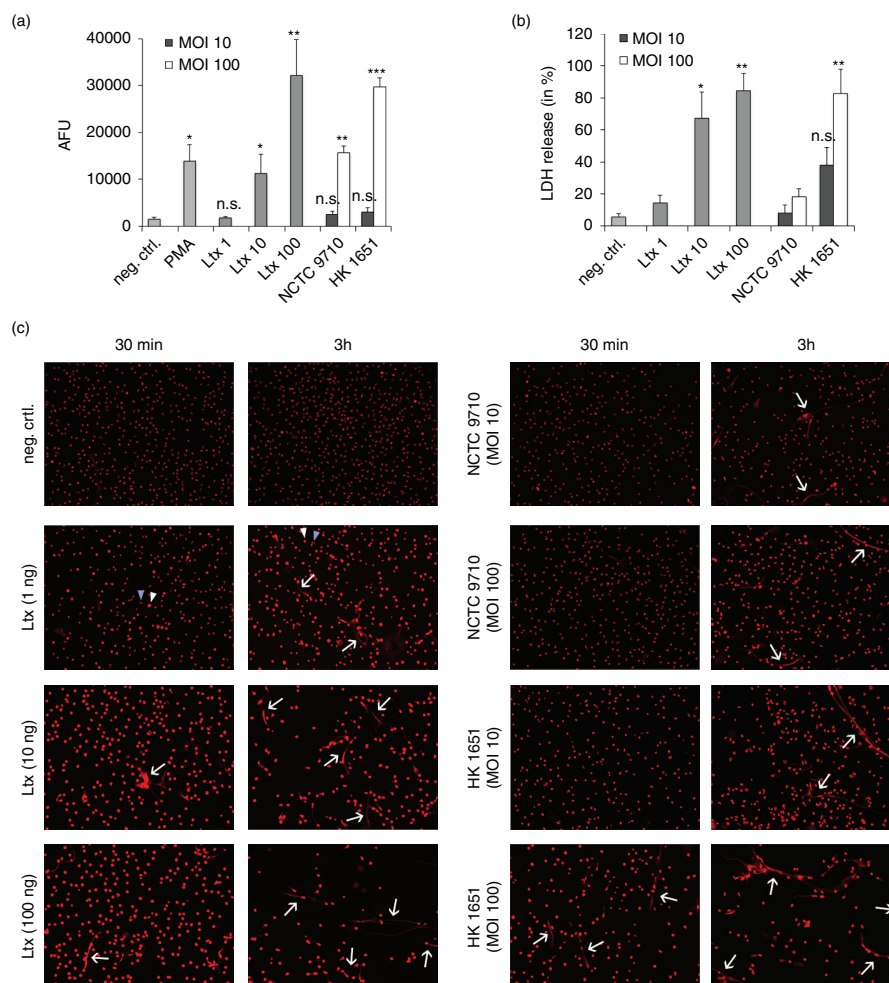 (a)
40000
30000
20000
10000
0
AFU
MOI 10
MOI 100
*
n.s.
*
**
n.s.
**
n.s.
***
neg. ctrl.
PMA
Ltx 1
Ltx 10
Ltx 100
NCTC 9710
HK 1651
(b)
120
100
80
60
40
20
0
LDH release (in %)
MOI 10
MOI 100
*
**
n.s.
**
neg. ctrl.
Ltx 1
Ltx 10
Ltx 100
NCTC 9710
HK 1651
(c)
30 min
3h
30 min
3h
neg. crtl.
Ltx (1 ng)
Ltx (10 ng)
Ltx (100 ng)
NCTC 9710
(MOI 10)
NCTC 9710
(MOI 100)
HK 1651
(MOI 10)
HK 1651
(MOI 100)